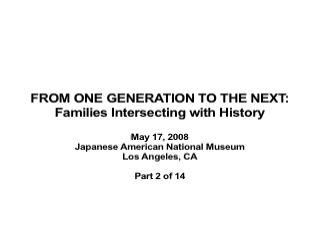 FROM ONE GENERATION TO THE NEXT:
Families Intersecting with History
May 17, 2008
Japanese American National Museum
Los Angeles, CA
Part 2 of 14